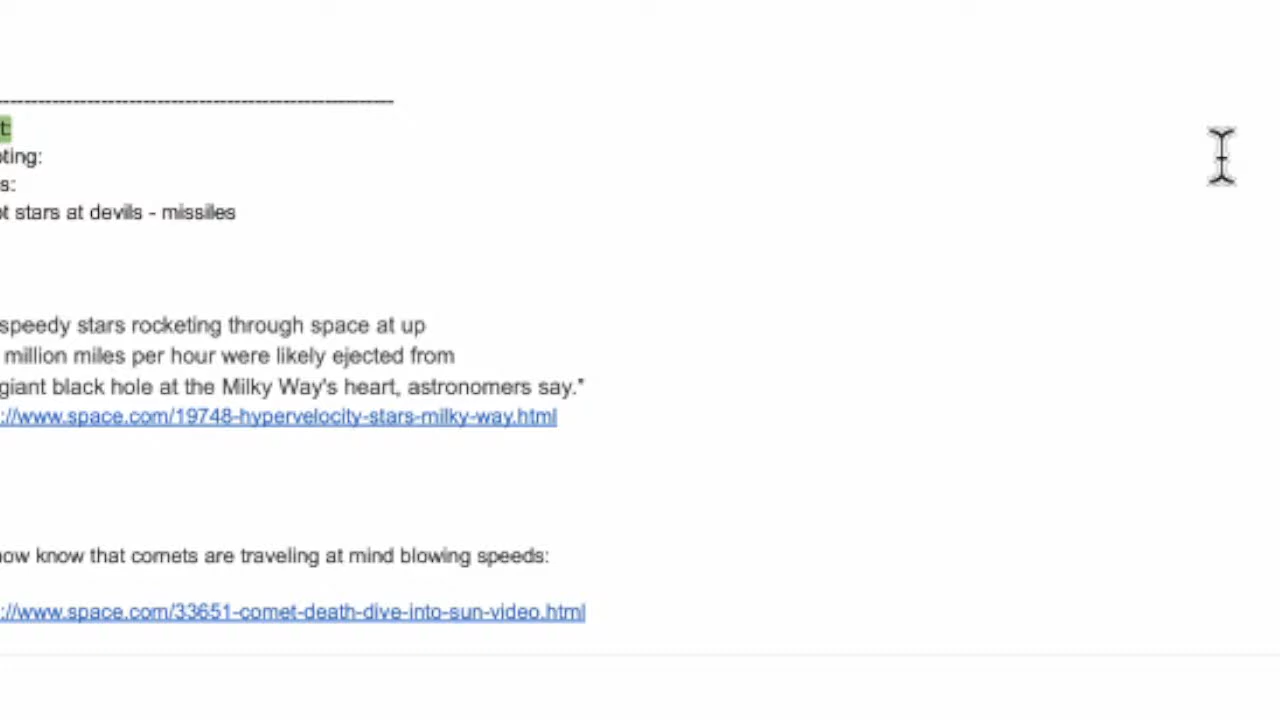 ---------------------------------------------------------
t:
ting:
s:
t stars at devils - missiles
speedy stars rocketing through space at up
million miles per hour were likely ejected from
giant black hole at the Milky Way's heart, astronomers say."
://www.space.com/19748-hypervelocity-stars-milky-way.html
now know that comets are traveling at mind blowing speeds:
://www.space.com/33651-comet-death-dive-into-sun-video.html